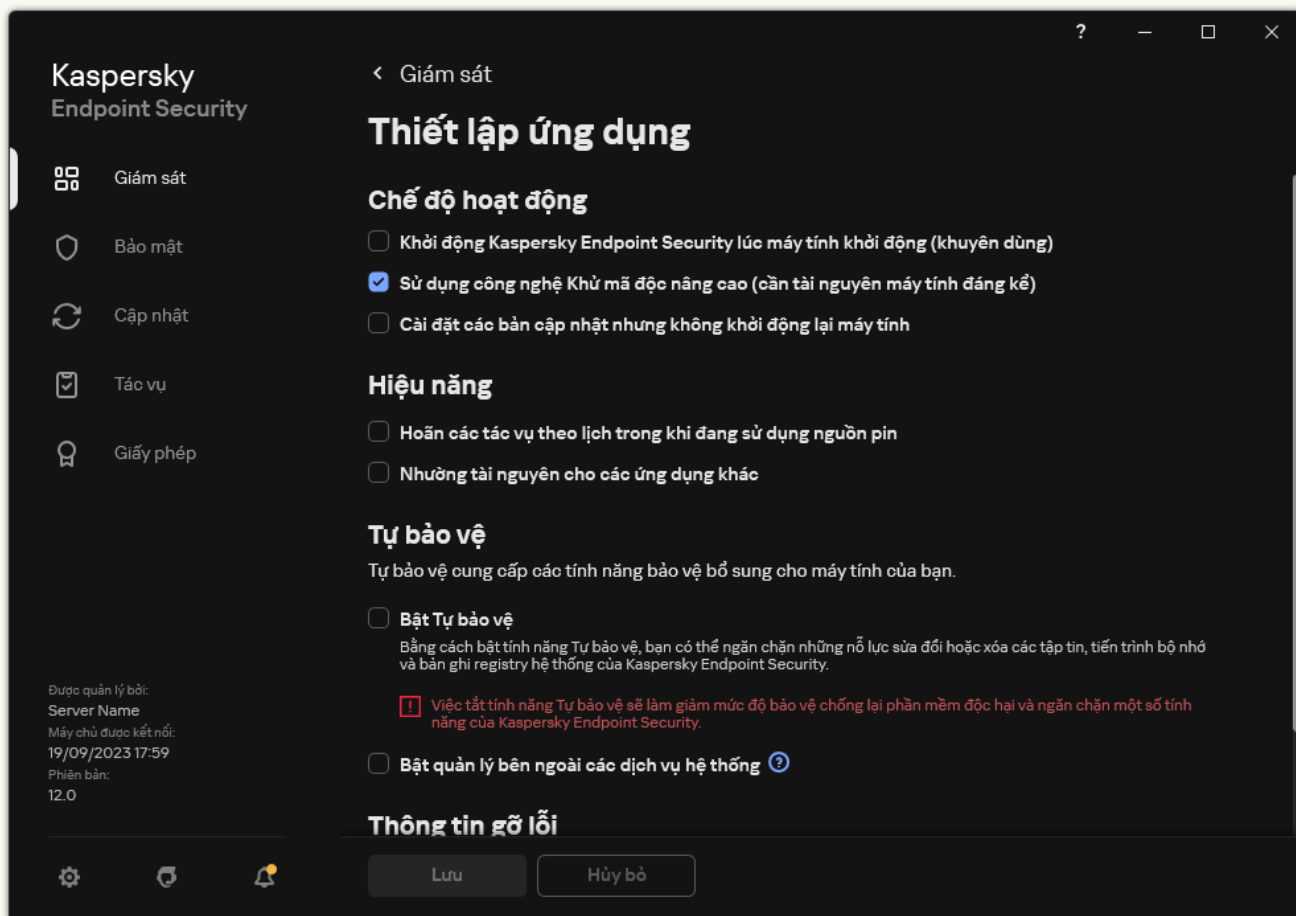 Kaspersky
Endpoint Security
Giám sát
Bảo mật
Cập nhật
Tác vụ
Giấy phép
Được quản lý bởi:
Server Name
Máy chủ được kết nối:
19/09/2023 17:59
Phiên bản:
12.0
?
Giám sát
Thiết lập ứng dụng
Chế độ hoạt động
Khởi động Kaspersky Endpoint Security lúc máy tính khởi động (khuyên dùng)
Sử dụng công nghệ Khử mã độc nâng cao (cần tài nguyên máy tính đáng kể)
Cài đặt các bản cập nhật nhưng không khởi động lại máy tính
Hiệu năng
Hoãn các tác vụ theo lịch trong khi đang sử dụng nguồn pin
Nhường tài nguyên cho các ứng dụng khác
Tự bảo vệ
Tự bảo vệ cung cấp các tính năng bảo vệ bổ sung cho máy tính của bạn.
Bật Tự bảo vệ
Bằng cách bật tính năng Tự bảo vệ, bạn có thể ngăn chặn những nỗ lực sửa đổi hoặc xóa các tập tin, tiến trình bộ nhớ
và bản ghi registry hệ thống của Kaspersky Endpoint Security.
Việc tắt tính năng Tự bảo vệ sẽ làm giảm mức độ bảo vệ chống lại phần mềm độc hại và ngăn chặn một số tính
năng của Kaspersky Endpoint Security.
Bật quản lý bên ngoài các dịch vụ hệ thống ?
Thông tin gỡ lỗi
Lưu
Hủy bỏ